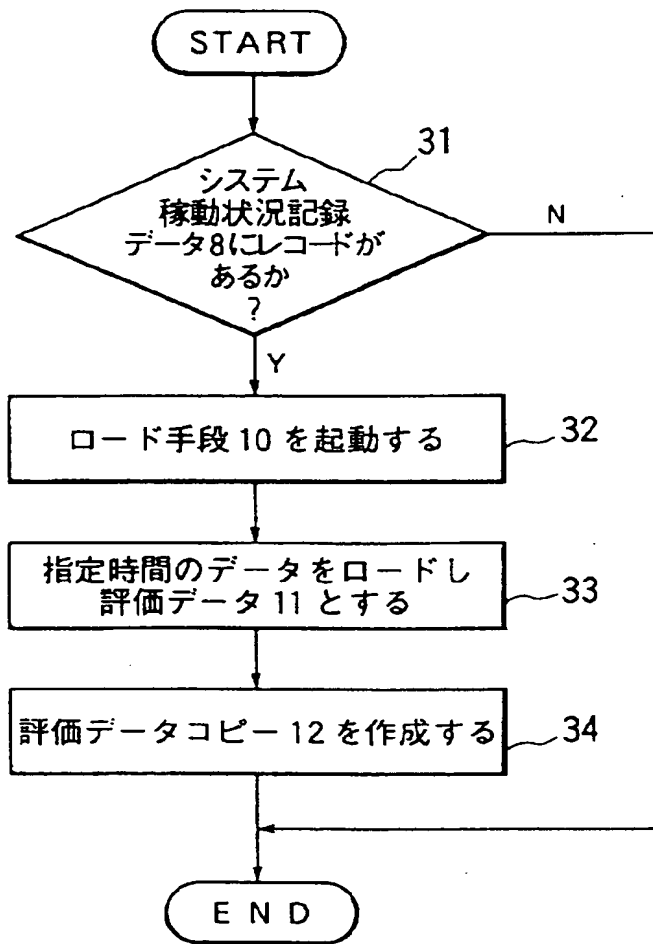 START
31
システム
稼動状況記録
データ8にレコードが
あるか
?
N
Y
ロード手段10を起動する
32
指定時間のデータをロードし
評価データ11とする
33
評価データコピー12を作成する
34
END